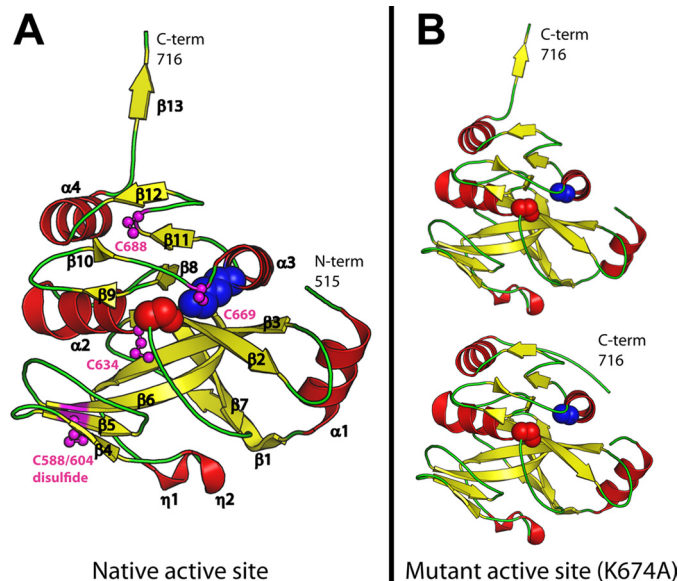 A
C-term
716
β13
α4
β12
C688
β11
β10
β8
α3
N-term
515
β9
C669
β3
α2
C634
β2
β6
β7
β5
α1
β4
β1
C588/604
disulfide
η1
η2
Native active site
B
C-term
716
C-term
716
Mutant active site (K674A)